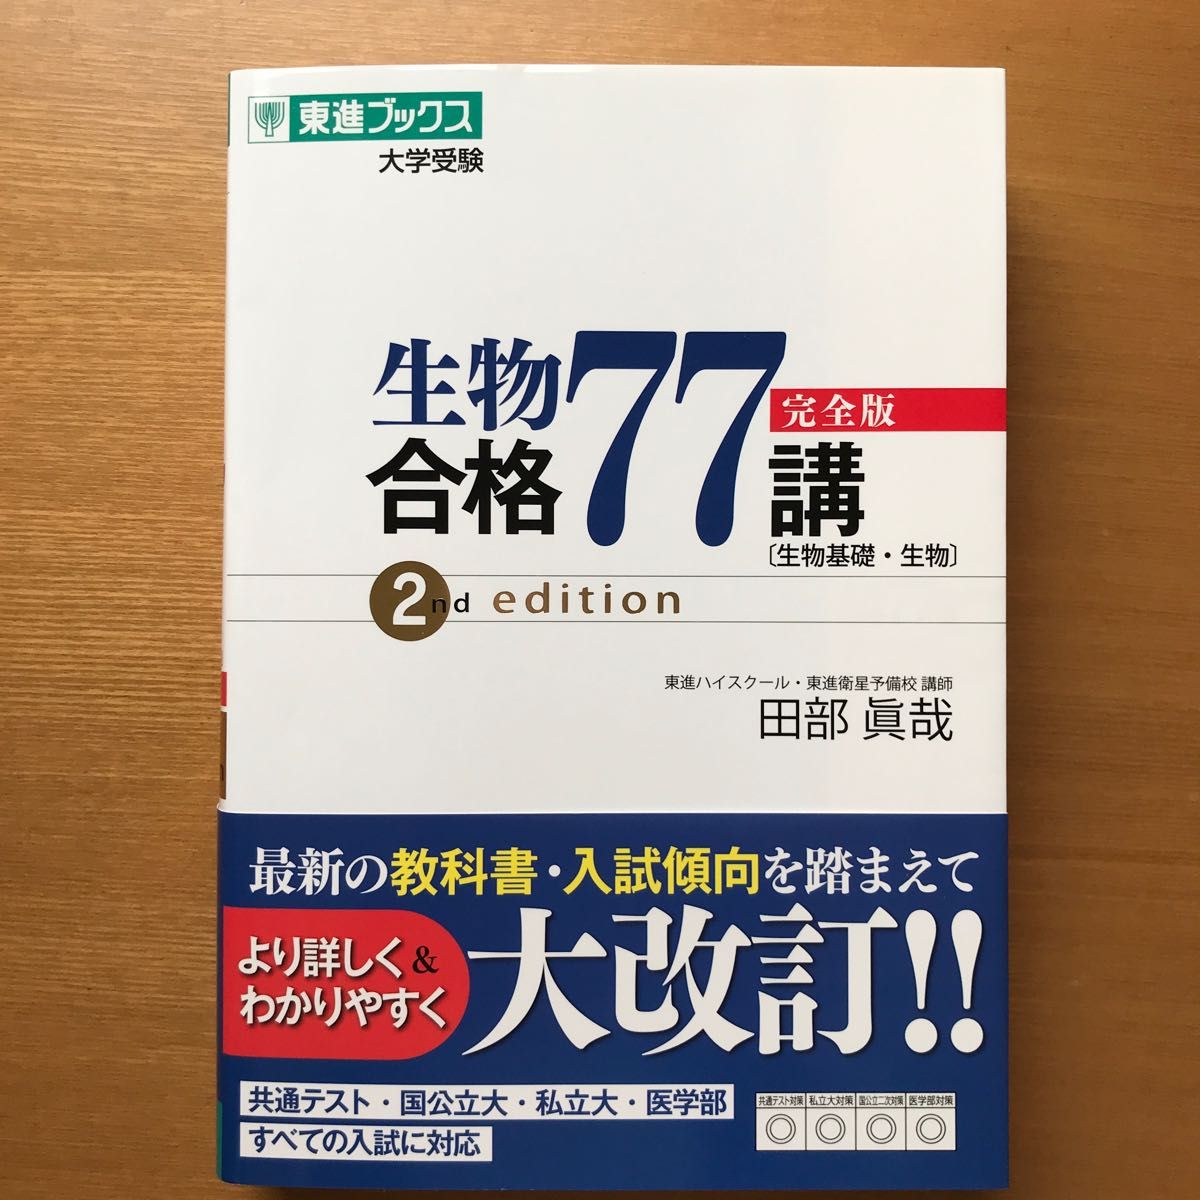 東進ブックス
大学受験
生物
合格
77
講
完全版
〔生物基礎・生物〕
2nd edition
東進ハイスクール・東進衛星予備校 講師
田部 眞哉
最新の教科書・入試傾向を踏まえて
より詳しく&
わかりやすく
大改訂!!
共通テスト・国公立大・私立大・医学部
すべての入試に対応
共通テスト対策 私立大対策 国公立二次対策 医学部対策
◎ ◎ ◎ ◎